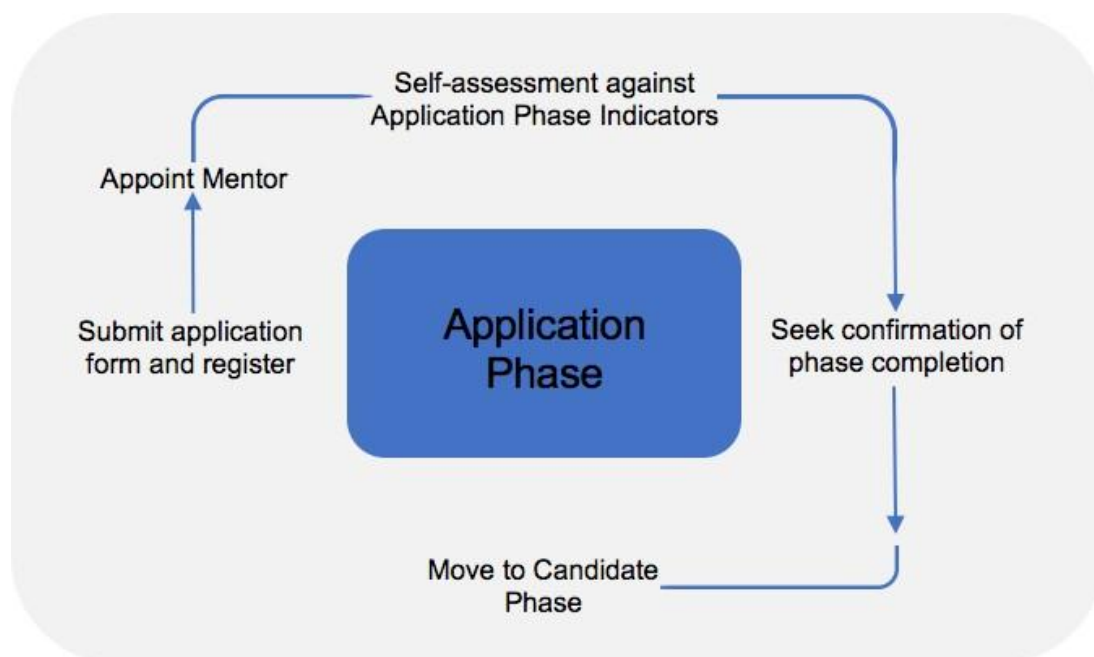 Self-assessment against
Application Phase Indicators
Appoint Mentor
Submit application
form and register
Application
Phase
Seek confirmation of
phase completion
Move to Candidate
Phase